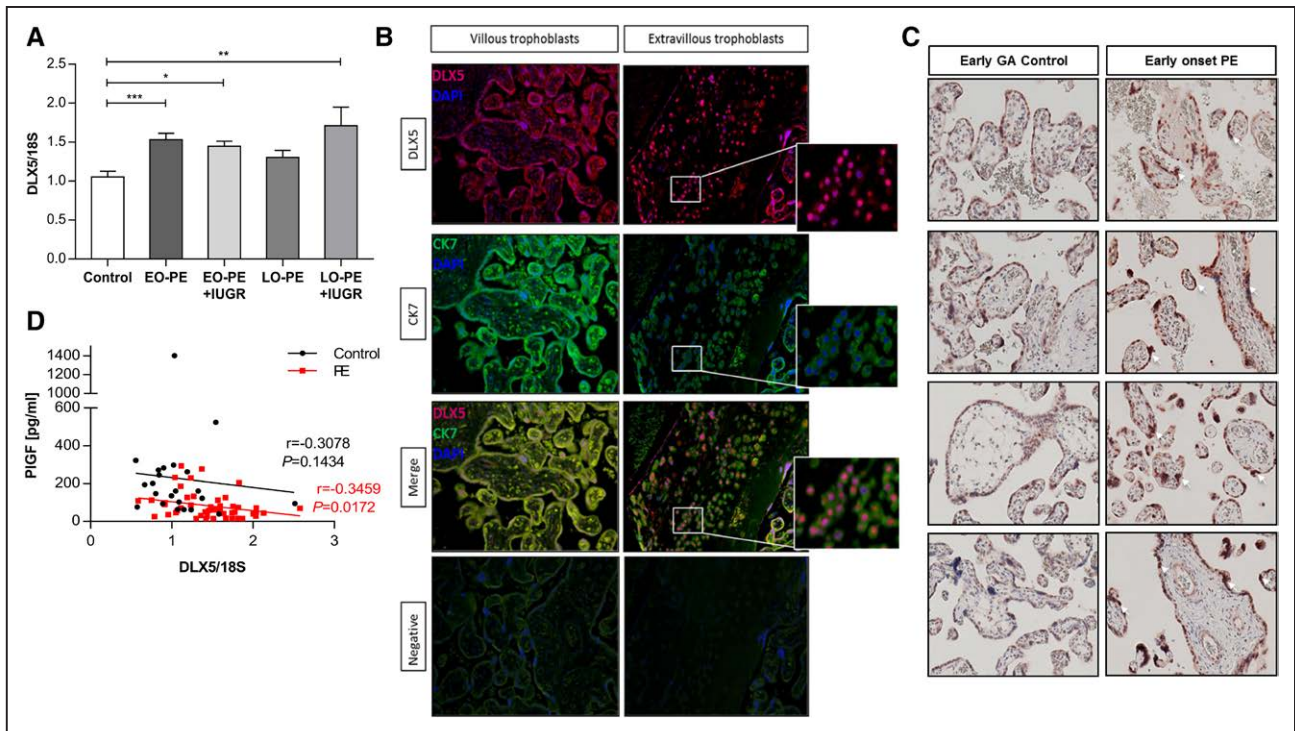 A
**
*
***
2.5
2.0
1.5
1.0
0.5
0.0
DLX5/18S
Control
EO-PE
EO-PE
+IUGR
LO-PE
LO-PE
+IUGR
B
Villous trophoblasts
Extravillous trophoblasts
DLX5
DLX5
DAPI
CK7
CK7
DAPI
Merge
DLX5
CK7
DAPI
Negative
C
Early GA Control
Early onset PE
D
Control
PE
1400
1000
600
400
200
0
PlGF [pg/ml]
r=-0.3078
P=0.1434
r=-0.3459
P=0.0172
0
1
2
3
DLX5/18S